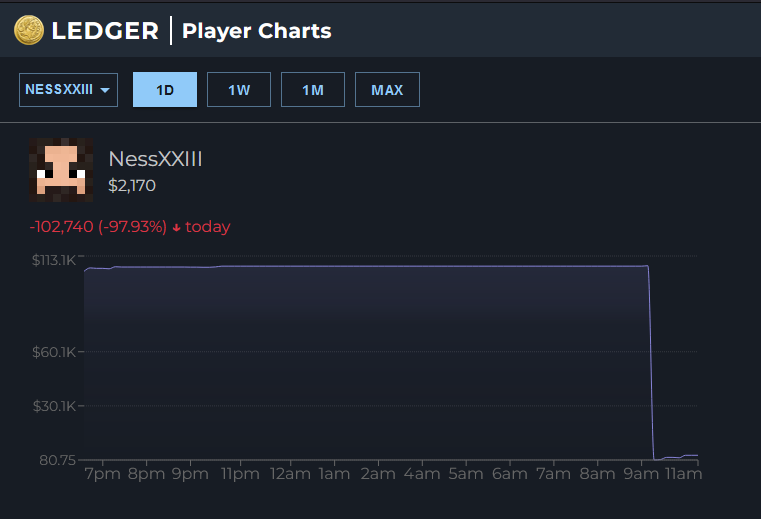 LEDGER | Player Charts
NESSXXIII 1D 1W 1M MAX
NessXXIII
$2,170
-102,740 (-97.93%) ↓ today
$113.1K
$60.1K
$30.1K
80.75
7pm 8pm 9pm 11pm 12am 1am 2am 4am 5am 6am 7am 8am 9am 11am